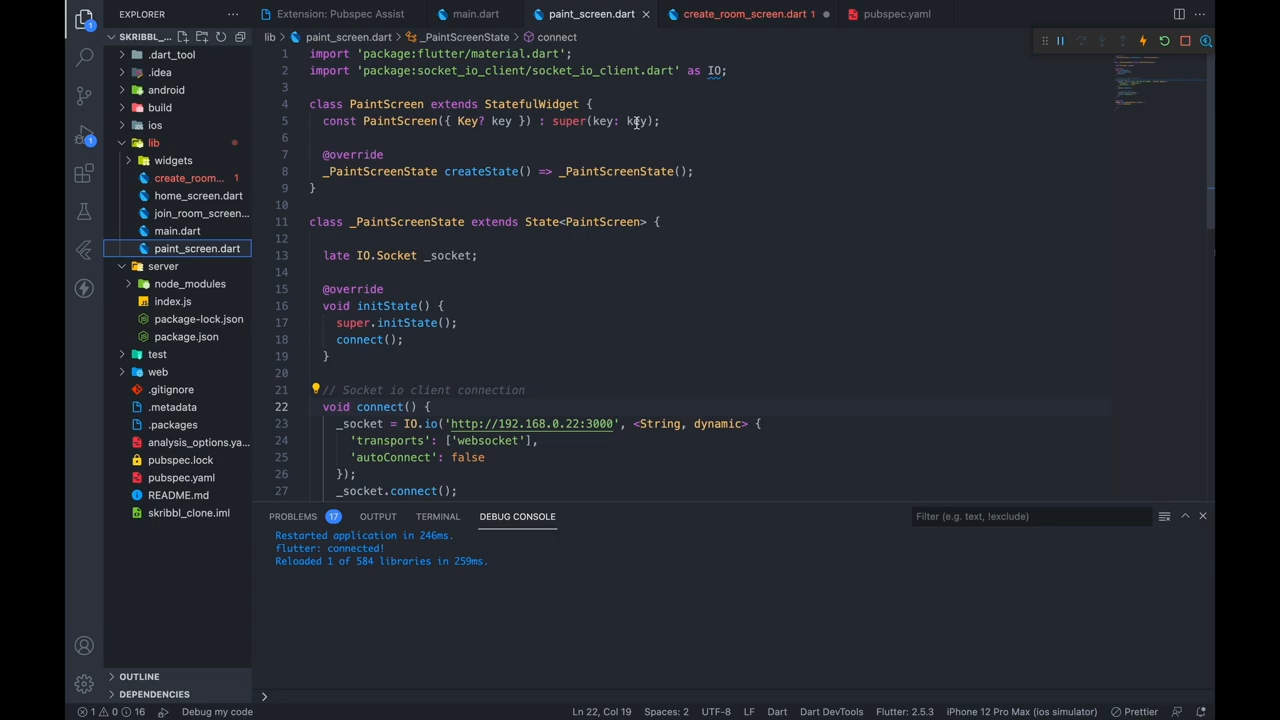 EXPLORER
Extension: Pubspec Assist
main.dart
paint_screen.dart
create_room_screen.dart 1
pubspec.yaml
SKRIBBL_...
lib > paint_screen.dart > _PaintScreenState > connect
.dart_tool
.idea
android
build
ios
lib
widgets
create_room... 1
home_screen.dart
join_room_screen...
main.dart
paint_screen.dart
server
node_modules
index.js
package-lock.json
package.json
test
web
.gitignore
.metadata
.packages
analysis_options.ya...
pubspec.lock
pubspec.yaml
README.md
skribbl_clone.iml
OUTLINE
DEPENDENCIES
1 import 'package:flutter/material.dart';
2 import 'package:socket_io_client/socket_io_client.dart' as IO;
3
4 class PaintScreen extends StatefulWidget {
5 const PaintScreen({ Key? key }) : super(key: key);
6
7 @override
8 _PaintScreenState createState() => _PaintScreenState();
9 }
10
11 class _PaintScreenState extends State<PaintScreen> {
12
13 late IO.Socket _socket;
14
15 @override
16 void initState() {
17 super.initState();
18 connect();
19 }
20
21 // Socket io client connection
22 void connect() {
23 _socket = IO.io('http://192.168.0.22:3000', <String, dynamic> {
24 'transports': ['websocket'],
25 'autoConnect': false
26 });
27 _socket.connect();
PROBLEMS 17 OUTPUT TERMINAL DEBUG CONSOLE
Filter (e.g. text, !exclude)
Restarted application in 246ms.
flutter: connected!
Reloaded 1 of 584 libraries in 259ms.
1 0 16 Debug my code
Ln 22, Col 19 Spaces: 2 UTF-8 LF Dart Dart DevTools Flutter: 2.5.3 iPhone 12 Pro Max (ios simulator) Prettier